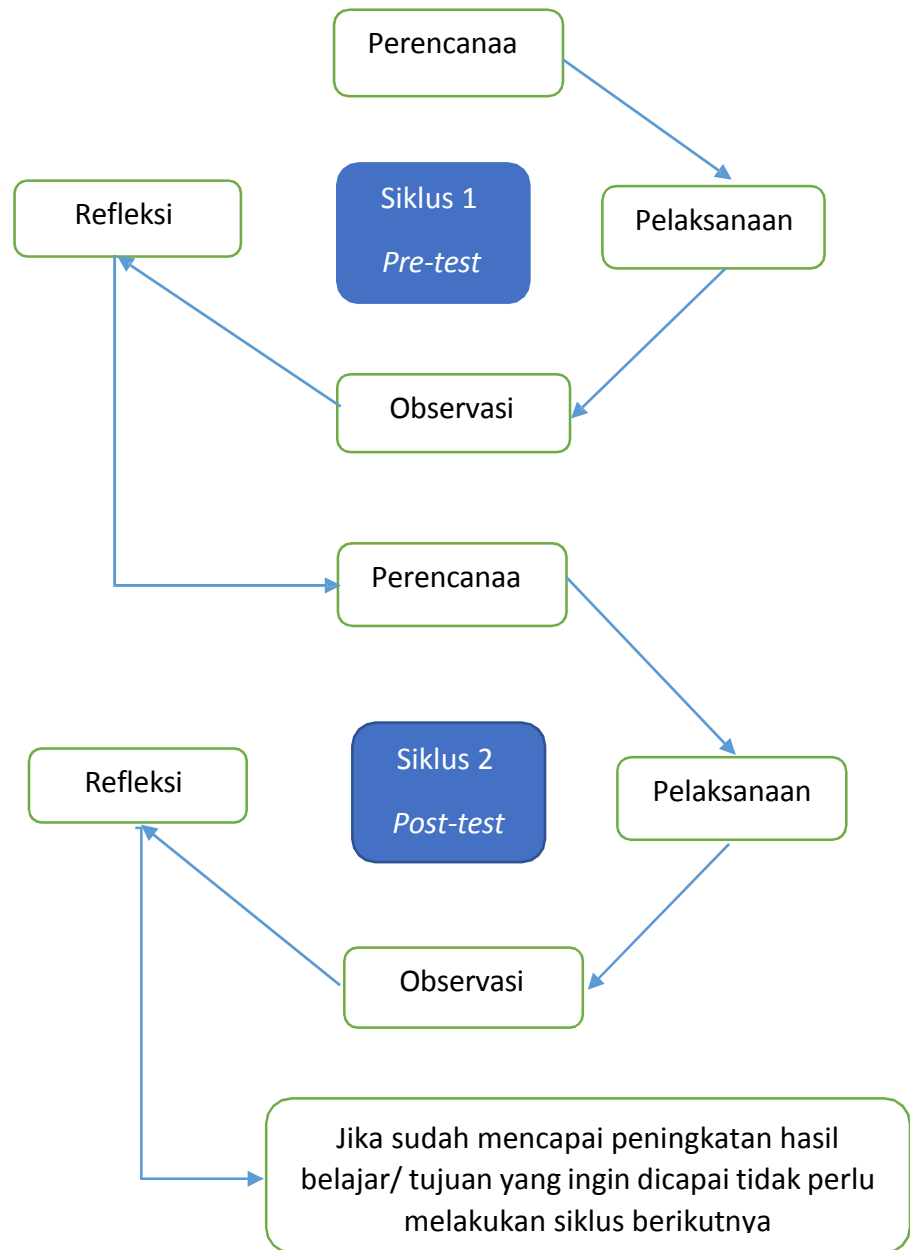 Perencanaa
Siklus 1
Pre-test
Refleksi
Pelaksanaan
Observasi
Perencanaa
Siklus 2
Post-test
Refleksi
Pelaksanaan
Observasi
Jika sudah mencapai peningkatan hasil
belajar/ tujuan yang ingin dicapai tidak perlu
melakukan siklus berikutnya